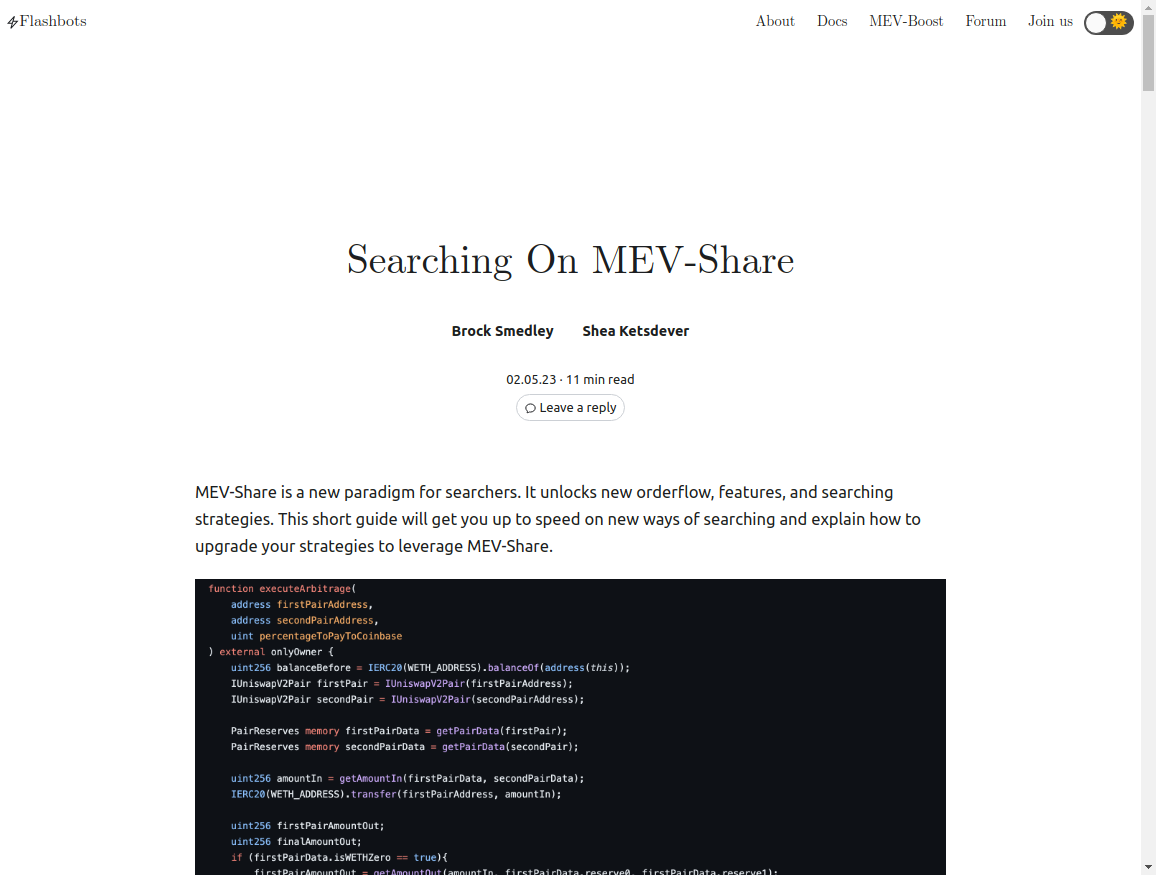 Flashbots
About Docs MEV-Boost Forum Join us
Searching On MEV-Share
Brock Smedley Shea Ketsdever
02.05.23 · 11 min read
Leave a reply
MEV-Share is a new paradigm for searchers. It unlocks new orderflow, features, and searching
strategies. This short guide will get you up to speed on new ways of searching and explain how to
upgrade your strategies to leverage MEV-Share.
function executeArbitrage(
    address firstPairAddress,
    address secondPairAddress,
    uint percentageToPayToCoinbase
) external onlyOwner {
    uint256 balanceBefore = IERC20(WETH_ADDRESS).balanceOf(address(this));
    IUniswapV2Pair firstPair = IUniswapV2Pair(firstPairAddress);
    IUniswapV2Pair secondPair = IUniswapV2Pair(secondPairAddress);
    PairReserves memory firstPairData = getPairData(firstPair);
    PairReserves memory secondPairData = getPairData(secondPair);
    uint256 amountIn = getAmountIn(firstPairData, secondPairData);
    IERC20(WETH_ADDRESS).transfer(firstPairAddress, amountIn);
    uint256 firstPairAmountOut;
    uint256 finalAmountOut;
    if (firstPairData.isWETHZero == true){
        firstPairAmountOut = getAmountOut(amountIn, firstPairData.reserve0, firstPairData.reserve1);